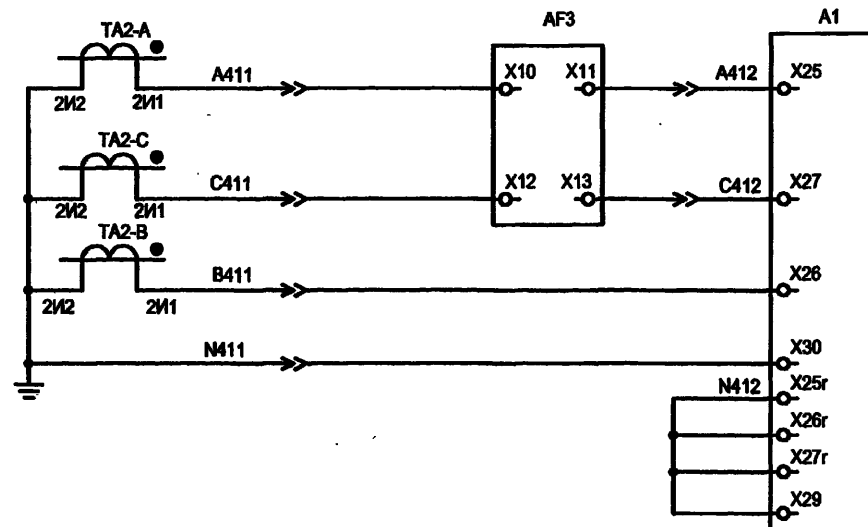 TA2-A
AF3
A1
A411
X10
X11
A412
X25
2И2
2И1
TA2-C
C411
X12
X13
C412
X27
2И2
2И1
TA2-B
B411
X26
2И2
2И1
N411
X30
N412
X25г
X26г
X27г
X29